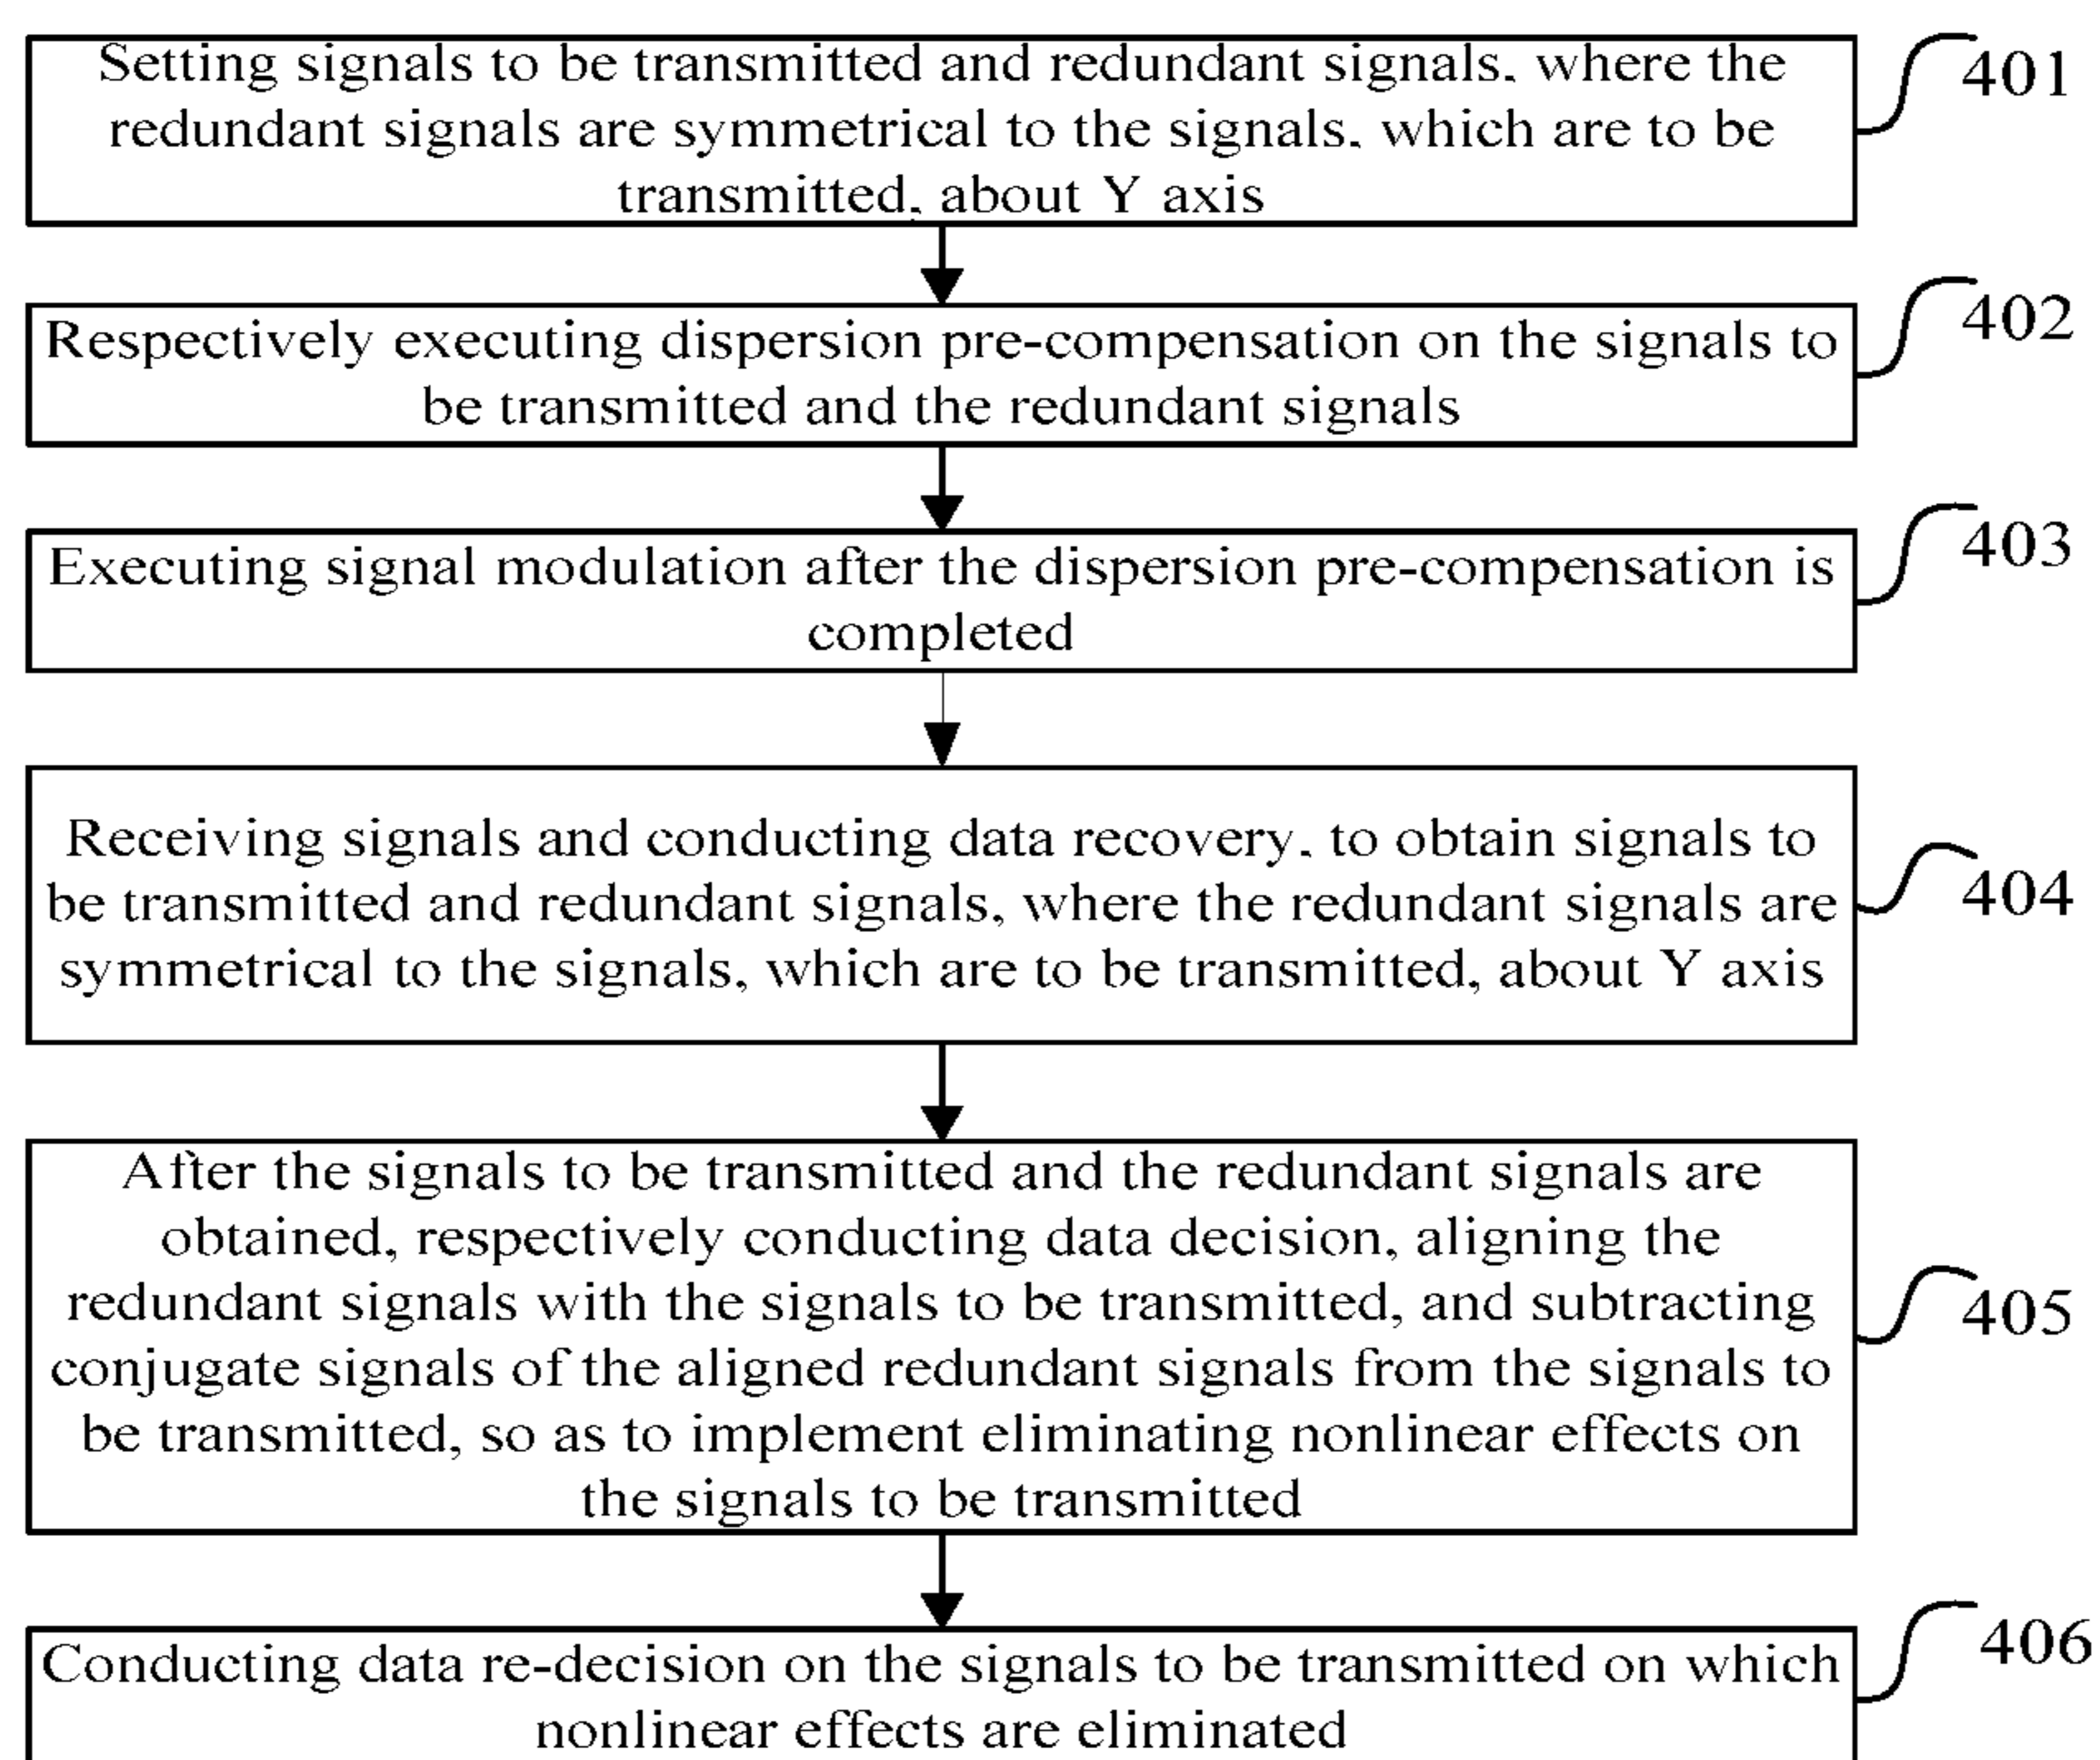 Setting signals to be transmitted and redundant signals, where the
redundant signals are symmetrical to the signals, which are to be
transmitted, about Y axis
401
Respectively executing dispersion pre-compensation on the signals to
be transmitted and the redundant signals
402
Executing signal modulation after the dispersion pre-compensation is
completed
403
Receiving signals and conducting data recovery, to obtain signals to
be transmitted and redundant signals, where the redundant signals are
symmetrical to the signals, which are to be transmitted, about Y axis
404
After the signals to be transmitted and the redundant signals are
obtained, respectively conducting data decision, aligning the
redundant signals with the signals to be transmitted, and subtracting
conjugate signals of the aligned redundant signals from the signals to
be transmitted, so as to implement eliminating nonlinear effects on
the signals to be transmitted
405
Conducting data re-decision on the signals to be transmitted on which
nonlinear effects are eliminated
406